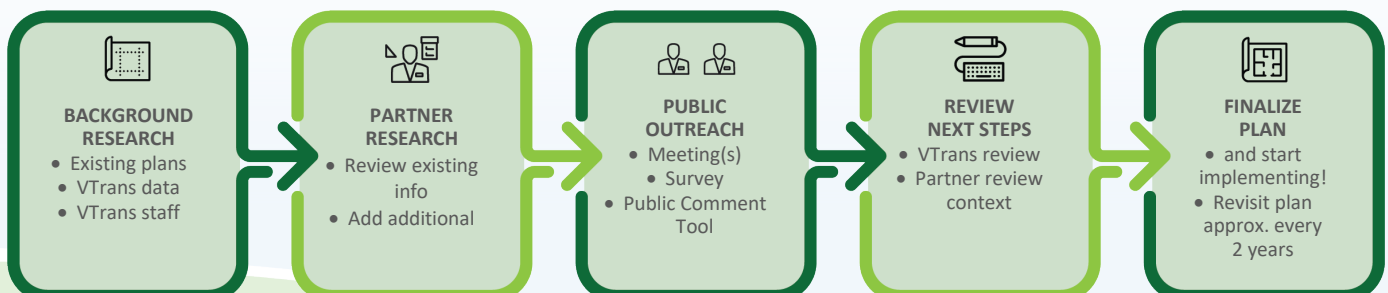 BACKGROUND
RESEARCH
• Existing plans
• VTrans data
• VTrans staff
PARTNER
RESEARCH
• Review existing
info
• Add additional
PUBLIC
OUTREACH
• Meeting(s)
• Survey
• Public Comment
Tool
REVIEW
NEXT STEPS
• VTrans review
• Partner review
context
FINALIZE
PLAN
• and start
implementing!
• Revisit plan
approx. every
2 years